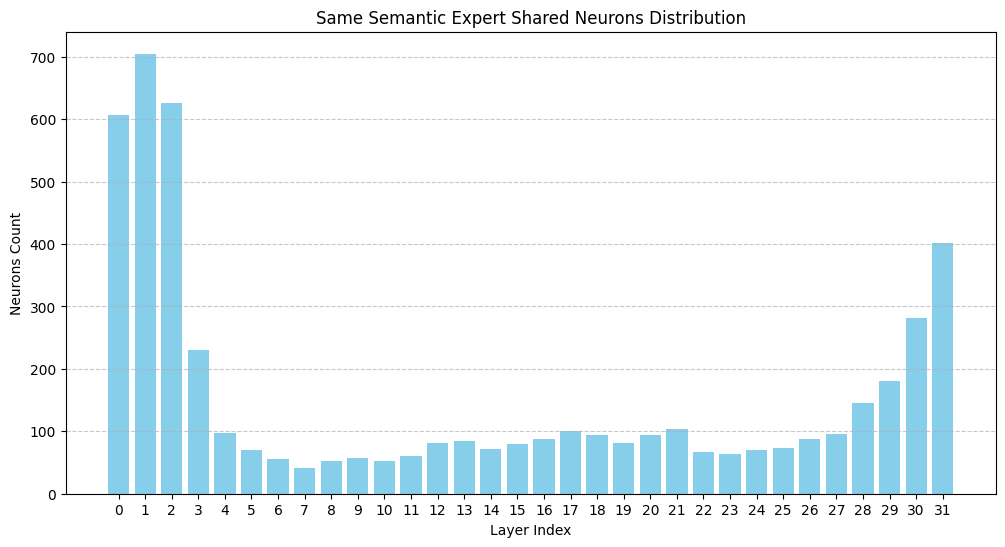 Same Semantic Expert Shared Neurons Distribution
Neurons Count
700
600
500
400
300
200
100
0
0 1 2 3 4 5 6 7 8 9 10 11 12 13 14 15 16 17 18 19 20 21 22 23 24 25 26 27 28 29 30 31
Layer Index